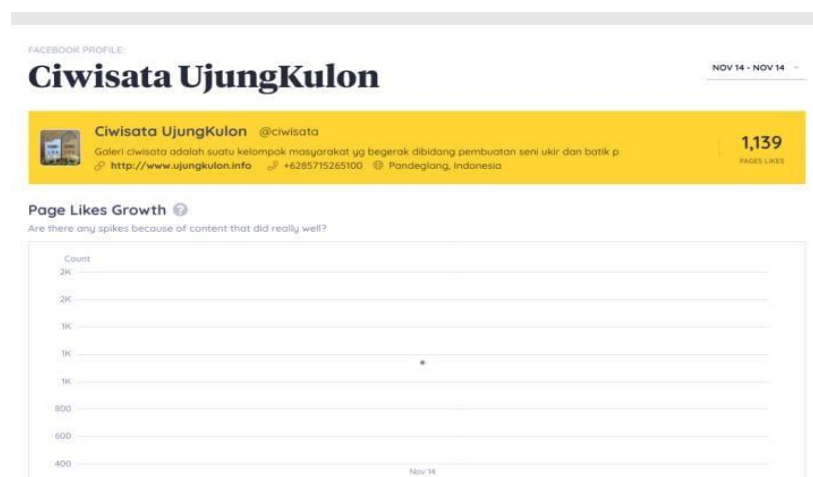 FACEBOOK PROFILE:
Ciwisata UjungKulon
NOV 14 - NOV 14
Ciwisata UjungKulon @ciwisata
Galeri ciwisata adalah suatu kelompok masyarakat yg begerak dibidang pembuatan seni ukir dan batik p
http://www.ujungkulon.info +6285715265100 Pandeglang, Indonesia
1,139
PAGES LIKES
Page Likes Growth ?
Are there any spikes because of content that did really well?
Count
2K
2K
1K
1K
1K
800
600
400
Nov 14